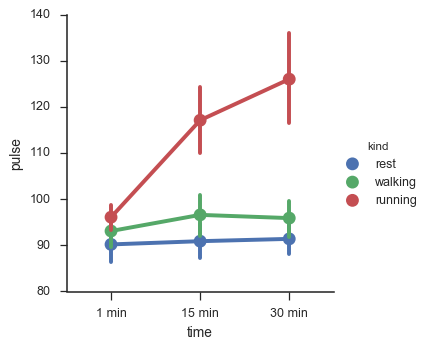 140
130
120
110
100
90
80
pulse
1 min
15 min
30 min
time
kind
rest
walking
running